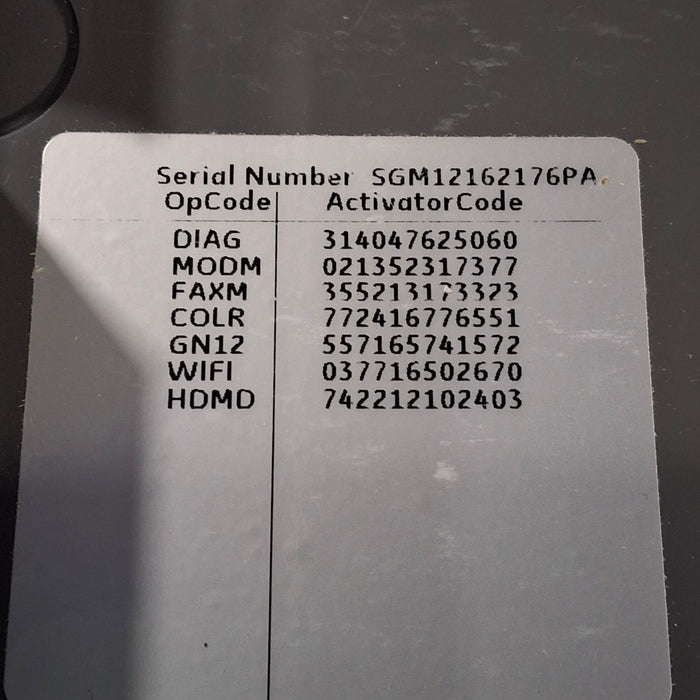 Serial Number SGM12162176PA
OpCode ActivatorCode
DIAG 314047625060
MODM 021352317377
FAXM 355213173323
COLR 772416776551
GN12 557165741572
WIFI 037716502670
HDMD 742212102403